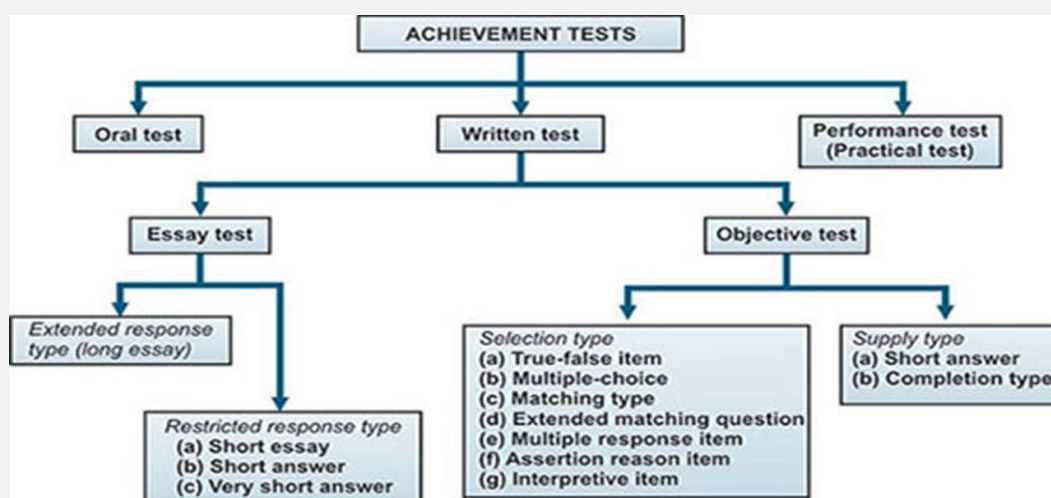 ACHIEVEMENT TESTS
Oral test
Written test
Performance test
(Practical test)
Essay test
Objective test
Extended response
type (long essay)
Restricted response type
(a) Short essay
(b) Short answer
(c) Very short answer
Selection type
(a) True-false item
(b) Multiple-choice
(c) Matching type
(d) Extended matching question
(e) Multiple response item
(f) Assertion reason item
(g) Interpretive item
Supply type
(a) Short answer
(b) Completion type